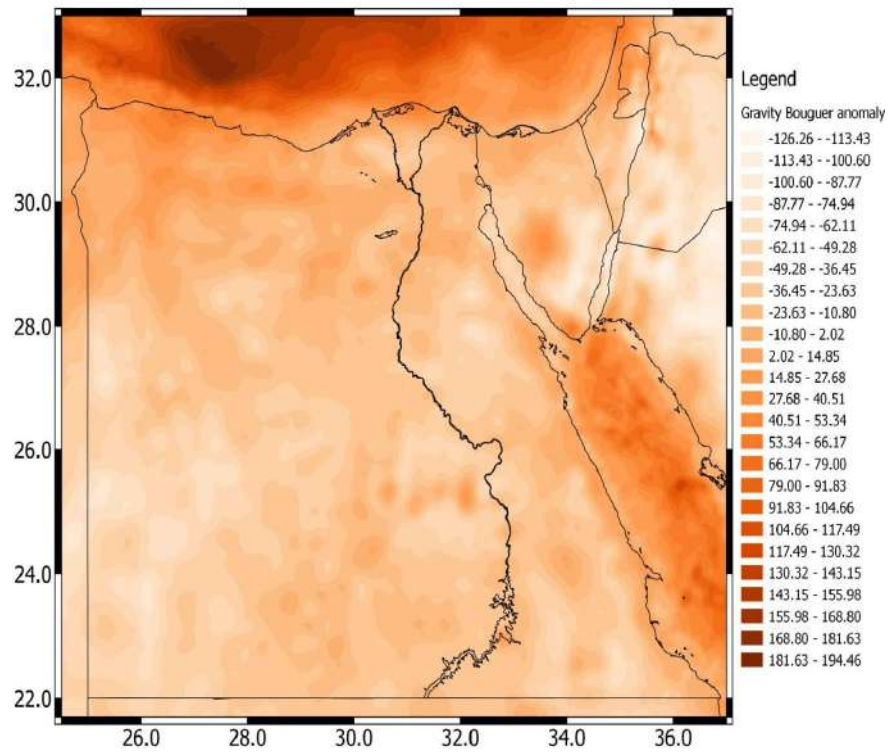 32.0
30.0
28.0
26.0
24.0
22.0
26.0 28.0 30.0 32.0 34.0 36.0
Legend
Gravity Bouguer anomaly
-126.26 - -113.43
-113.43 - -100.60
-100.60 - -87.77
-87.77 - -74.94
-74.94 - -62.11
-62.11 - -49.28
-49.28 - -36.45
-36.45 - -23.63
-23.63 - -10.80
-10.80 - 2.02
2.02 - 14.85
14.85 - 27.68
27.68 - 40.51
40.51 - 53.34
53.34 - 66.17
66.17 - 79.00
79.00 - 91.83
91.83 - 104.66
104.66 - 117.49
117.49 - 130.32
130.32 - 143.15
143.15 - 155.98
155.98 - 168.80
168.80 - 181.63
181.63 - 194.46